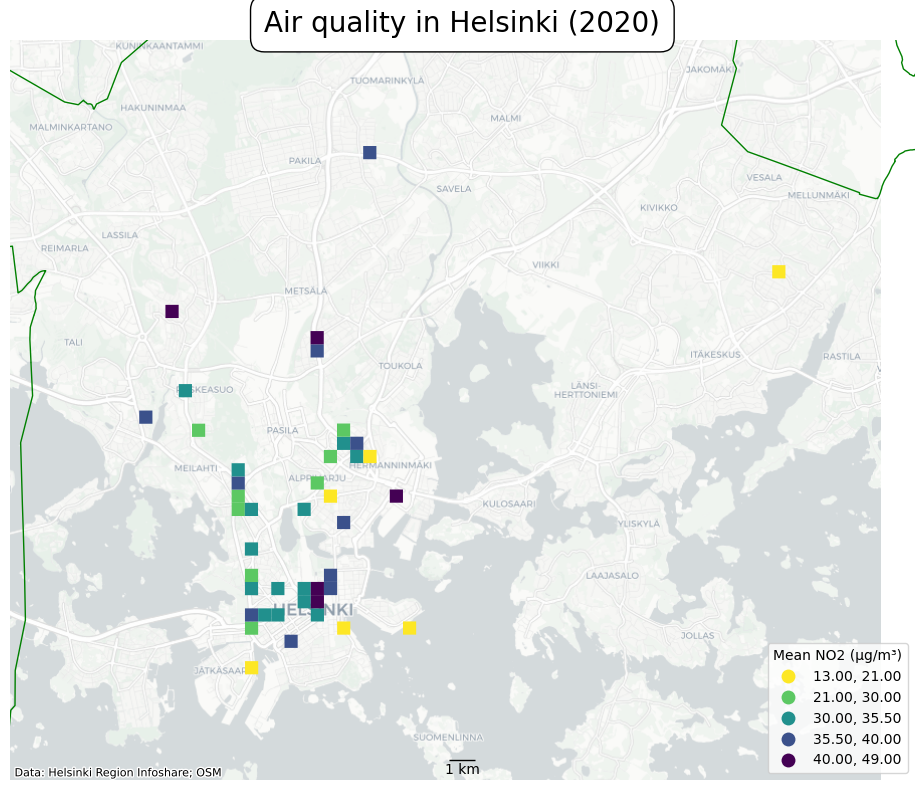 Air quality in Helsinki (2020)
KUNINKAANTAMMI
JAKOMÄKI
TUOMARINKYLÄ
HAKUNINMAA
MALMI
MALMINKARTANO
PAKILA
VESALA
SAVELA
MELLUNMÄKI
KIVIKKO
LASSILA
REIMARLA
VIIKKI
METSÄLÄ
TALI
ITÄKESKUS
RASTILA
TOUKOLA
LÄNSI-
HERTTONIEMI
PASILA
MEILAHTI
HERMANNINMÄKI
KULOSAARI
YLISKYLÄ
LAAJASALO
HELSINKI
JOLLAS
SUOMENLINNA
Mean NO2 (µg/m³)
13.00, 21.00
21.00, 30.00
30.00, 35.50
35.50, 40.00
40.00, 49.00
1 km
Data: Helsinki Region Infoshare; OSM